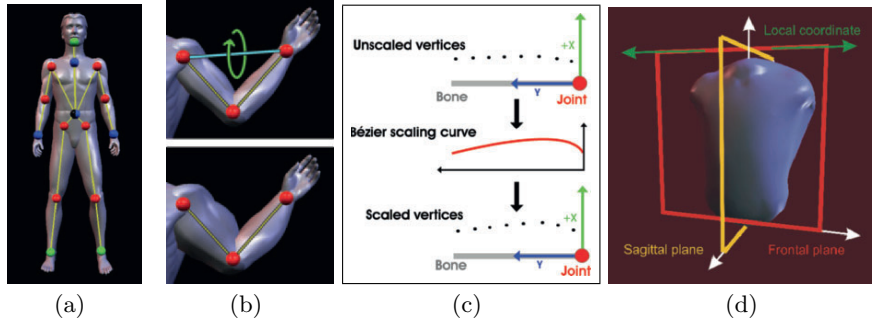 Unscaled vertices
+X
Bone
Y
Joint
Bézier scaling curve
Scaled vertices
+X
Bone
Y
Joint
Local coordinate
Sagittal plane
Frontal plane
(a)
(b)
(c)
(d)